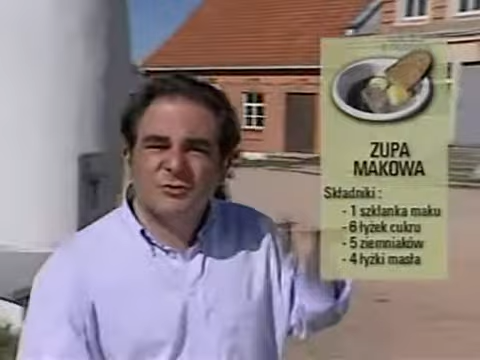 ZUPA
MAKOWA
Składniki :
- 1 szklanka maku
- 6 łyżek cukru
- 5 ziemniaków
- 4 łyżki masła